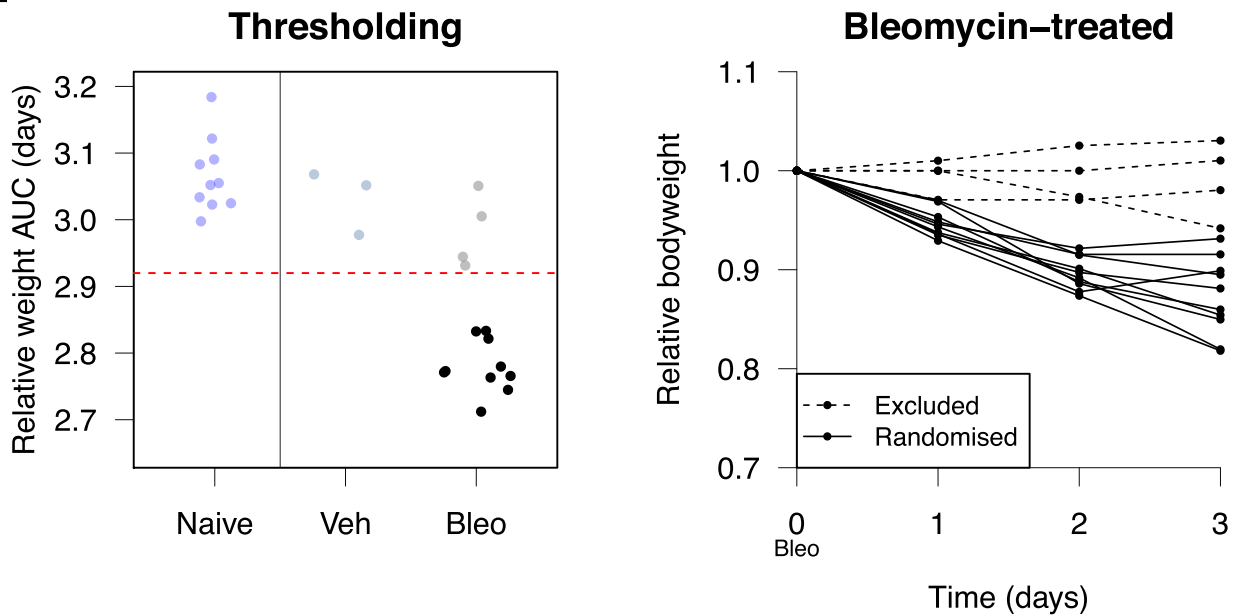 Thresholding
Relative weight AUC (days)
3.2
3.1
3.0
2.9
2.8
2.7
Naive Veh Bleo
Bleomycin−treated
Relative bodyweight
1.1
1.0
0.9
0.8
0.7
Excluded
Randomised
0 1 2 3
Bleo
Time (days)